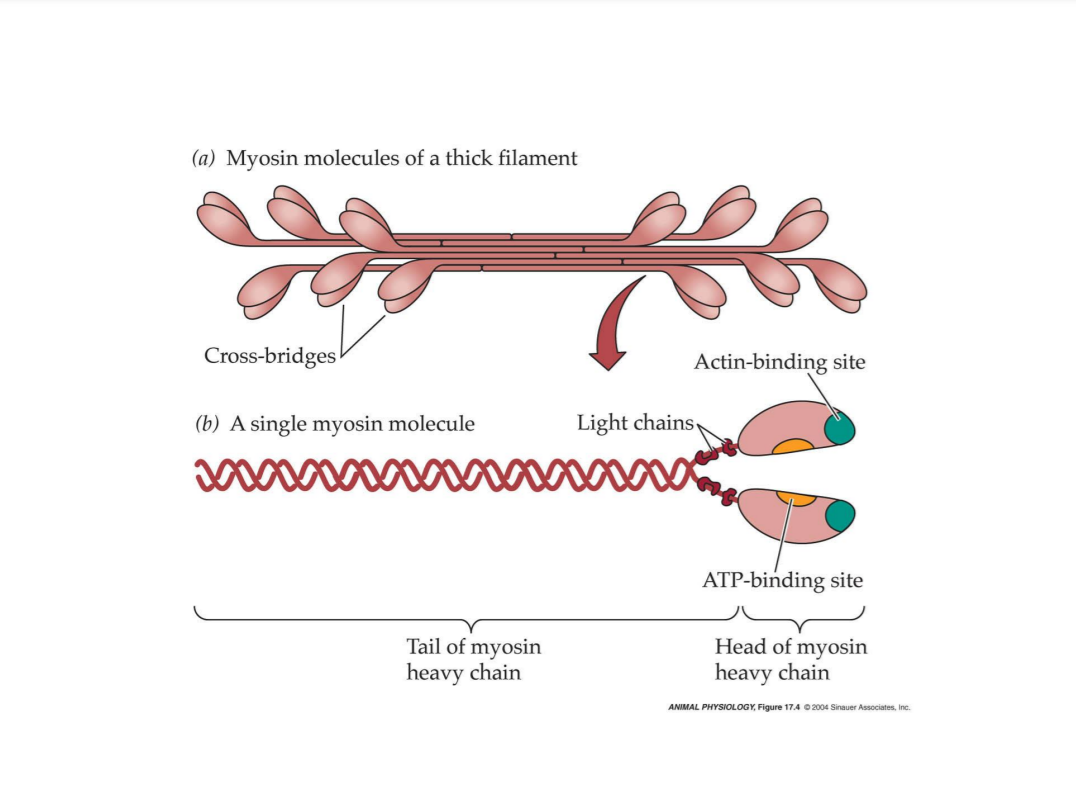 (a) Myosin molecules of a thick filament
Cross-bridges
Actin-binding site
(b) A single myosin molecule
Light chains
ATP-binding site
Tail of myosin
heavy chain
Head of myosin
heavy chain
ANIMAL PHYSIOLOGY, Figure 17.4 © 2004 Sinauer Associates, Inc.